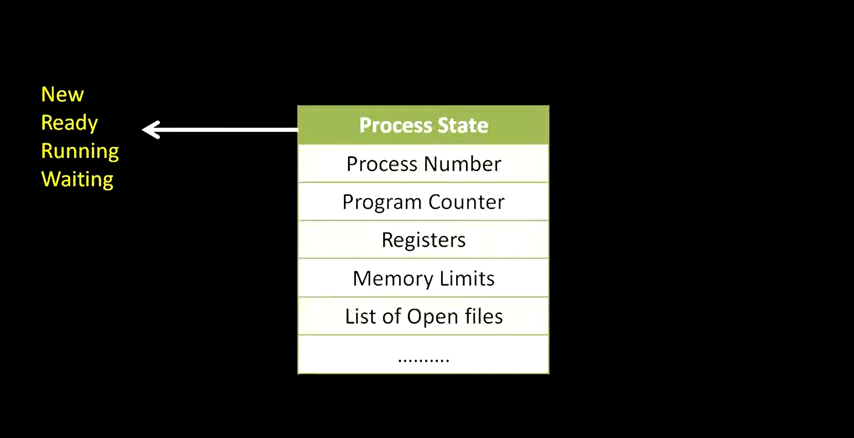 New
Ready
Running
Waiting
Process State
Process Number
Program Counter
Registers
Memory Limits
List of Open files
..........